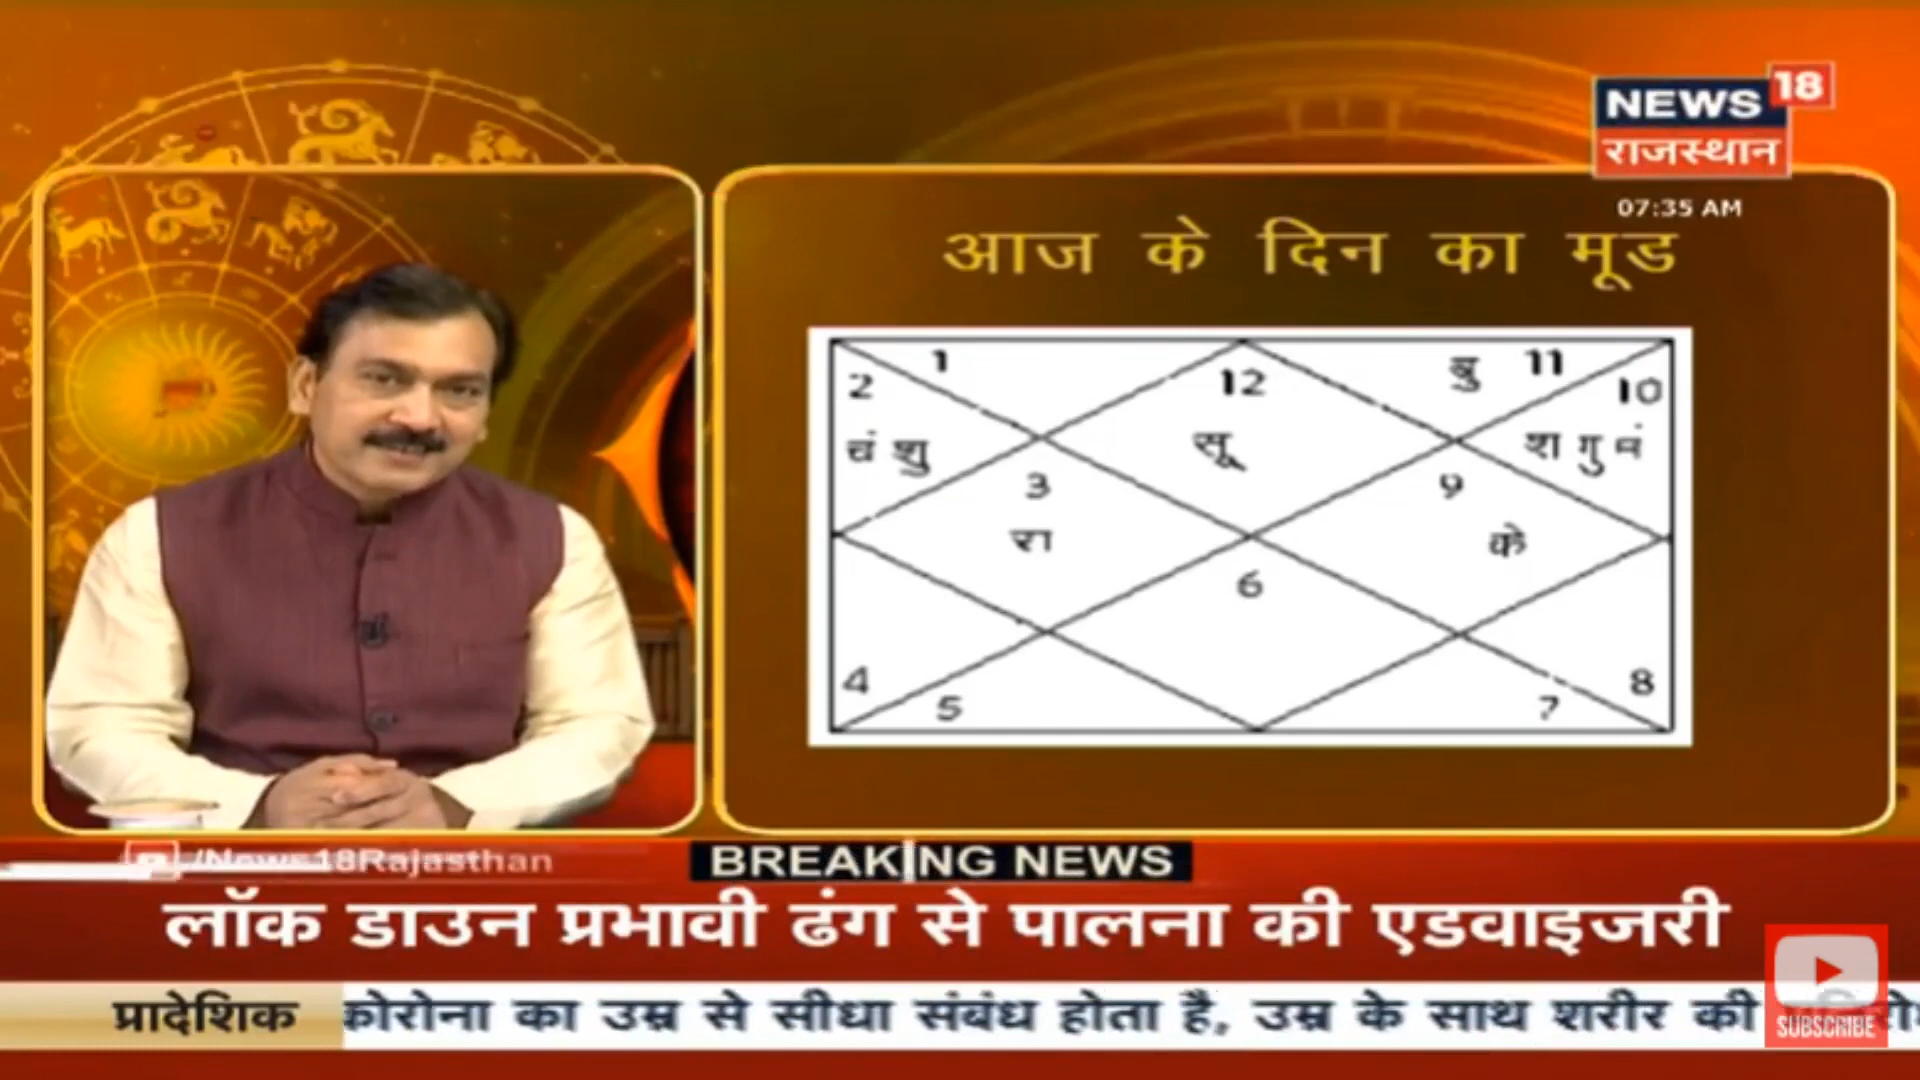 NEWS 18
राजस्थान
07:35 AM
आज के दिन का मूड
1
12
बु 11
2
10
चं शु
सू
श गु मं
3
9
रा
के
6
4
8
5
7
/News18Rajasthan
BREAKING NEWS
लॉक डाउन प्रभावी ढंग से पालना की एडवाइजरी
प्रादेशिक
कोरोना का उम्र से सीधा संबंध होता है, उम्र के साथ शरीर की
SUBSCRIBE